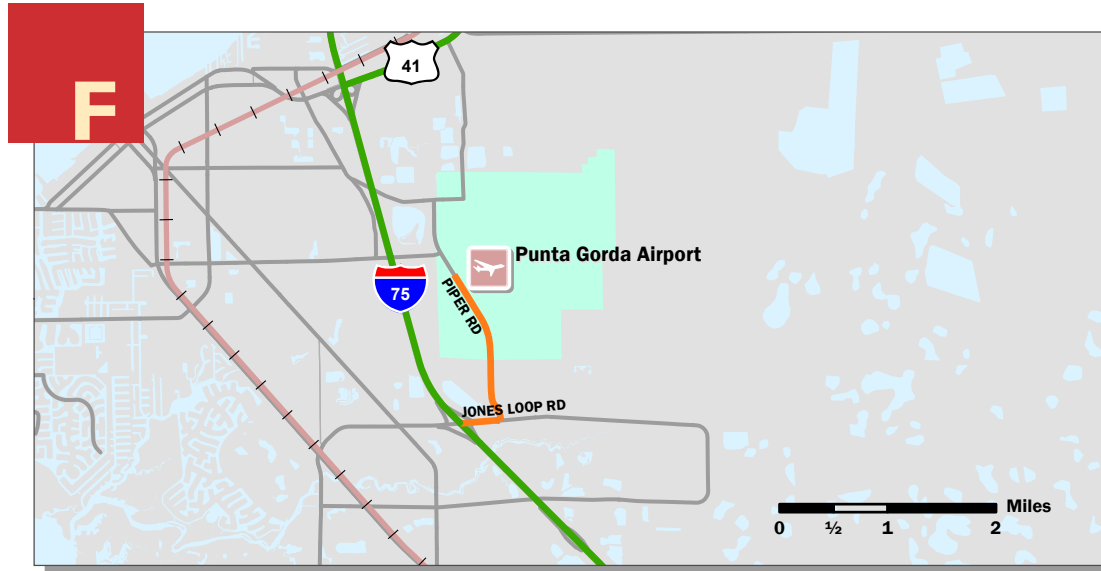 F
41
Punta Gorda Airport
75
PIPER RD
JONES LOOP RD
Miles
0 ½ 1 2